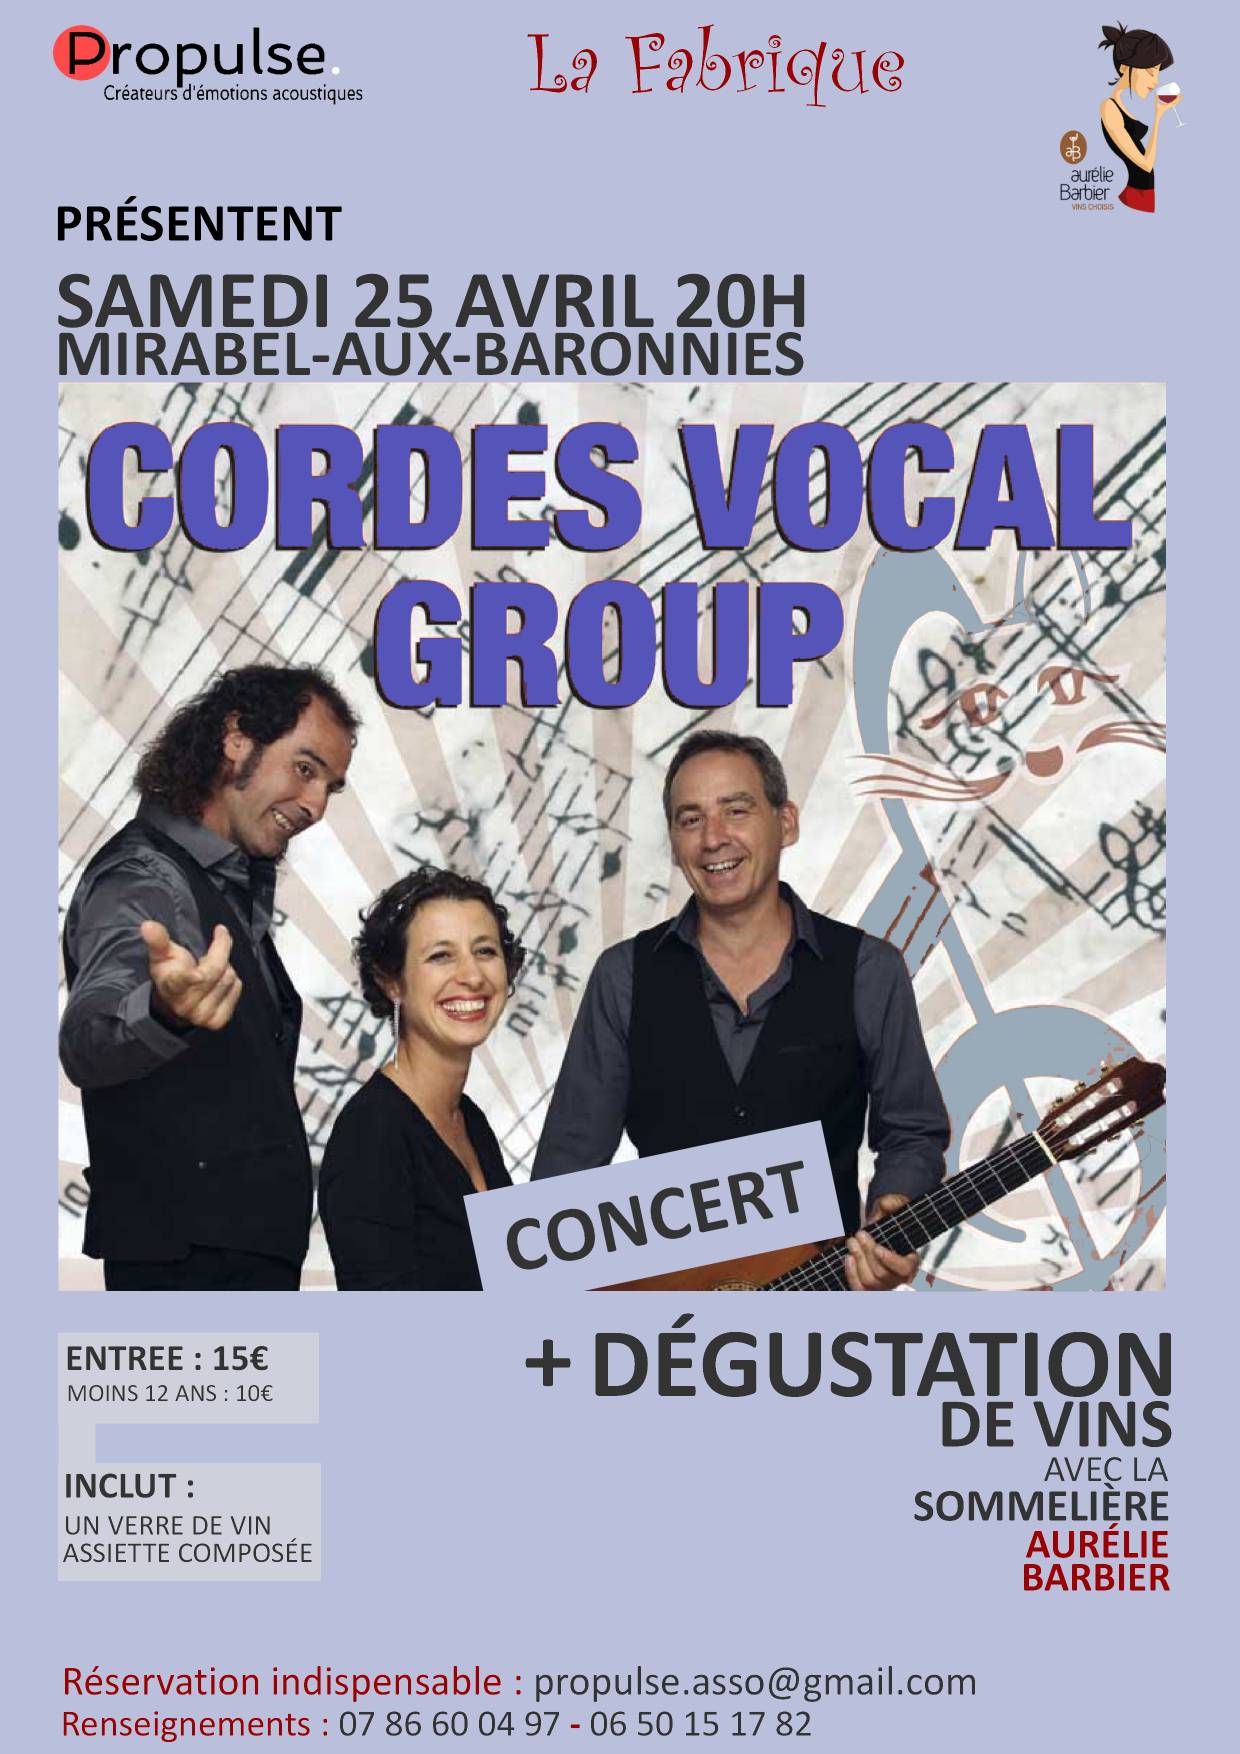 Propulse.
Créateurs d'émotions acoustiques
La Fabrique
aB
aurélie
Barbier
VINS CHOISIS
PRÉSENTENT
SAMEDI 25 AVRIL 20H
MIRABEL-AUX-BARONNIES
CORDES VOCAL
GROUP
CONCERT
+ DÉGUSTATION
DE VINS
AVEC LA
SOMMELIÈRE
AURÉLIE
BARBIER
ENTREE : 15€
MOINS 12 ANS : 10€
INCLUT :
UN VERRE DE VIN
ASSIETTE COMPOSÉE
Réservation indispensable : propulse.asso@gmail.com
Renseignements : 07 86 60 04 97 - 06 50 15 17 82